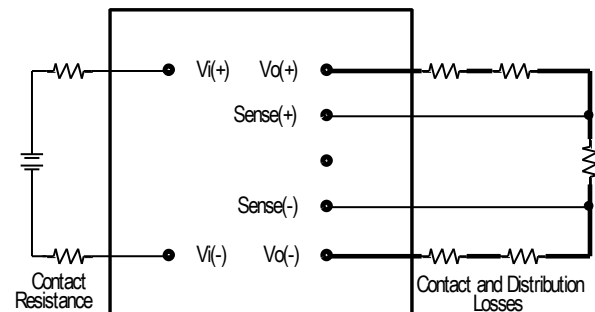 Vi(+) Vo(+)
Sense(+)
Sense(-)
Vi(-) Vo(-)
Contact
Resistance
Contact and Distribution
Losses